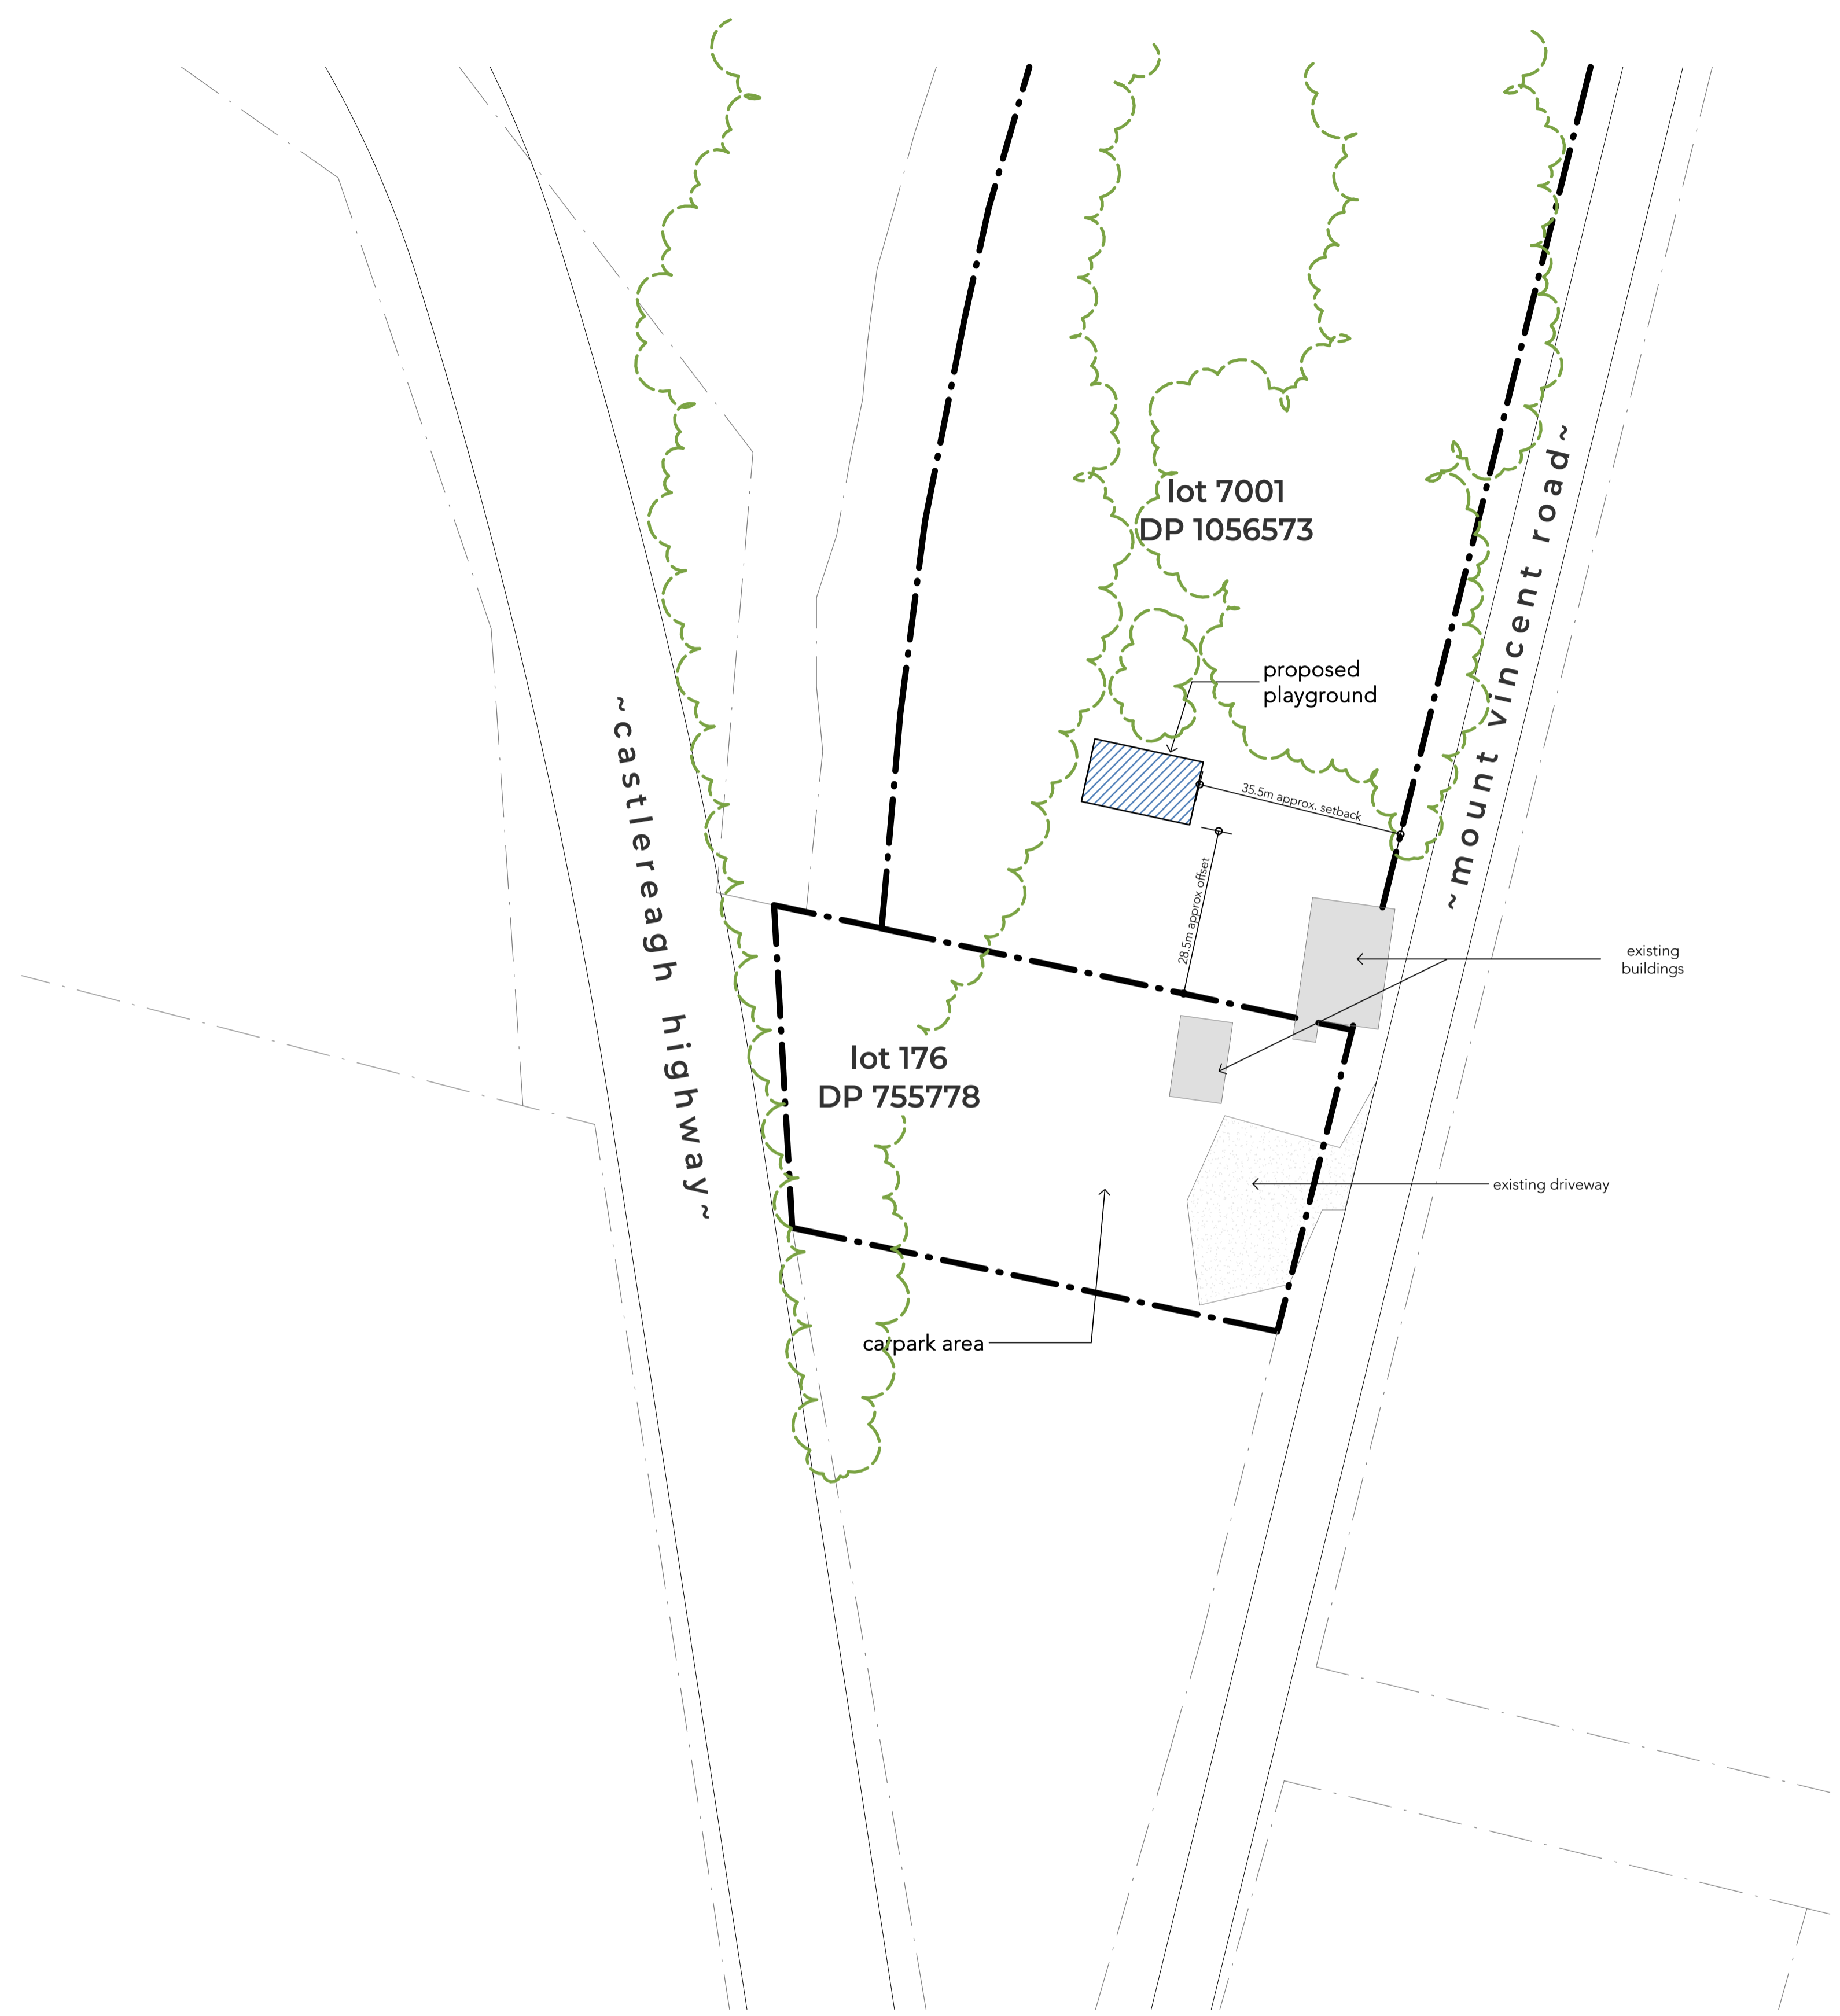 lot 7001
DP 1056573
~mount vincent road~
proposed
playground
~castlereagh highway~
35.5m approx. setback
28.5m approx offset
existing
buildings
lot 176
DP 755778
existing driveway
carpark area